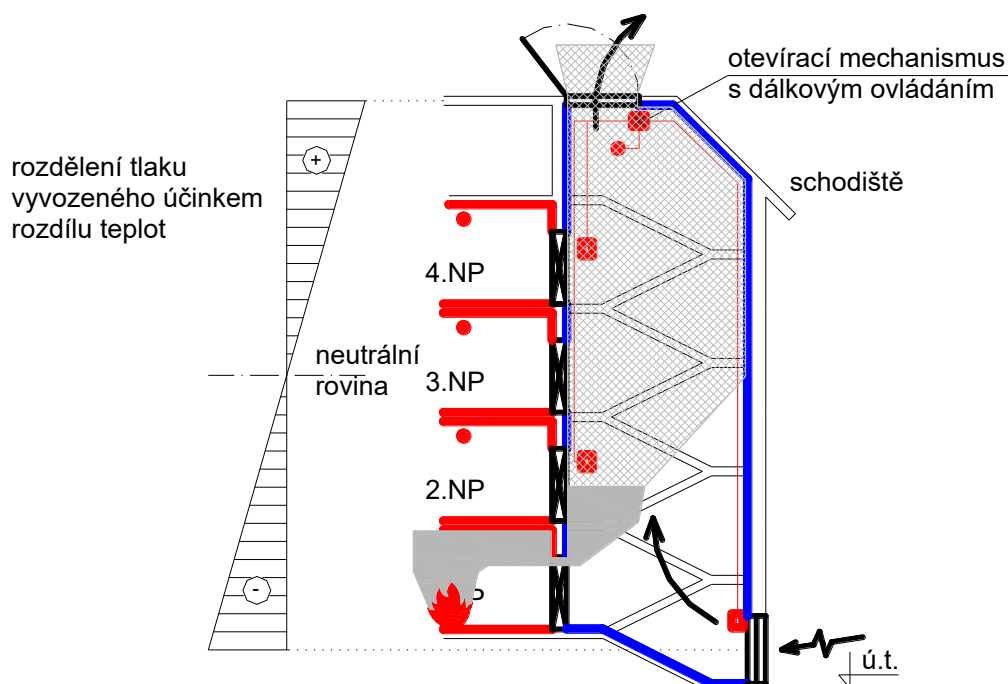 otevírací mechanismus
s dálkovým ovládáním
rozdělení tlaku
vyvozeného účinkem
rozdílu teplot
+
schodiště
4.NP
neutrální
rovina
3.NP
2.NP
-
P
ú.t.